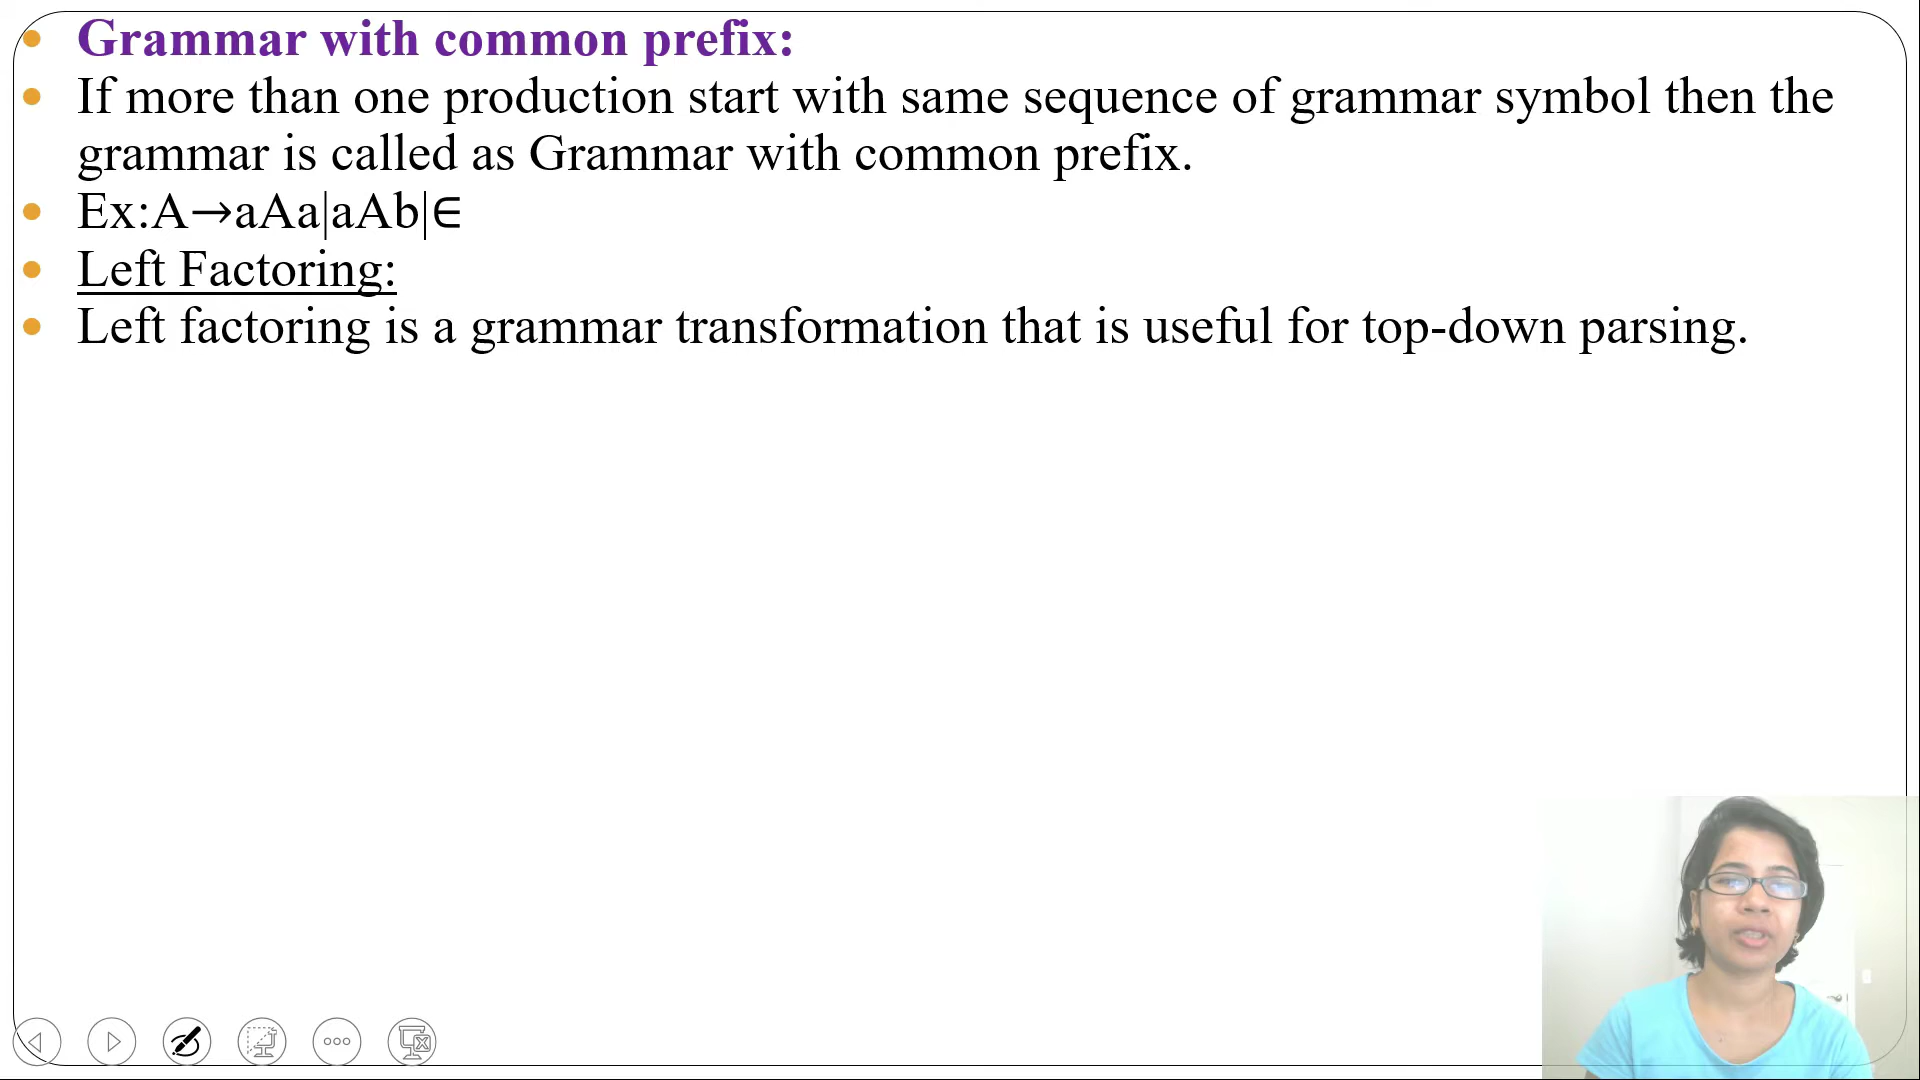 Grammar with common prefix:
If more than one production start with same sequence of grammar symbol then the
grammar is called as Grammar with common prefix.
Ex:A→aAa|aAb|∈
Left Factoring:
Left factoring is a grammar transformation that is useful for top-down parsing.